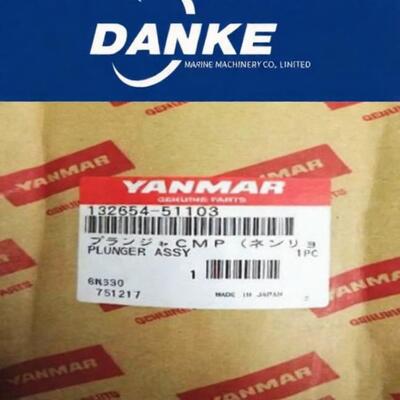 DANKE
MARINE MACHINERY CO., LIMITED
YANMAR
GENUINE PARTS
132654-51103
プランジャCMP (ネンリョ
PLUNGER ASSY 1PC
1
6N330
751217
MADE IN JAPAN